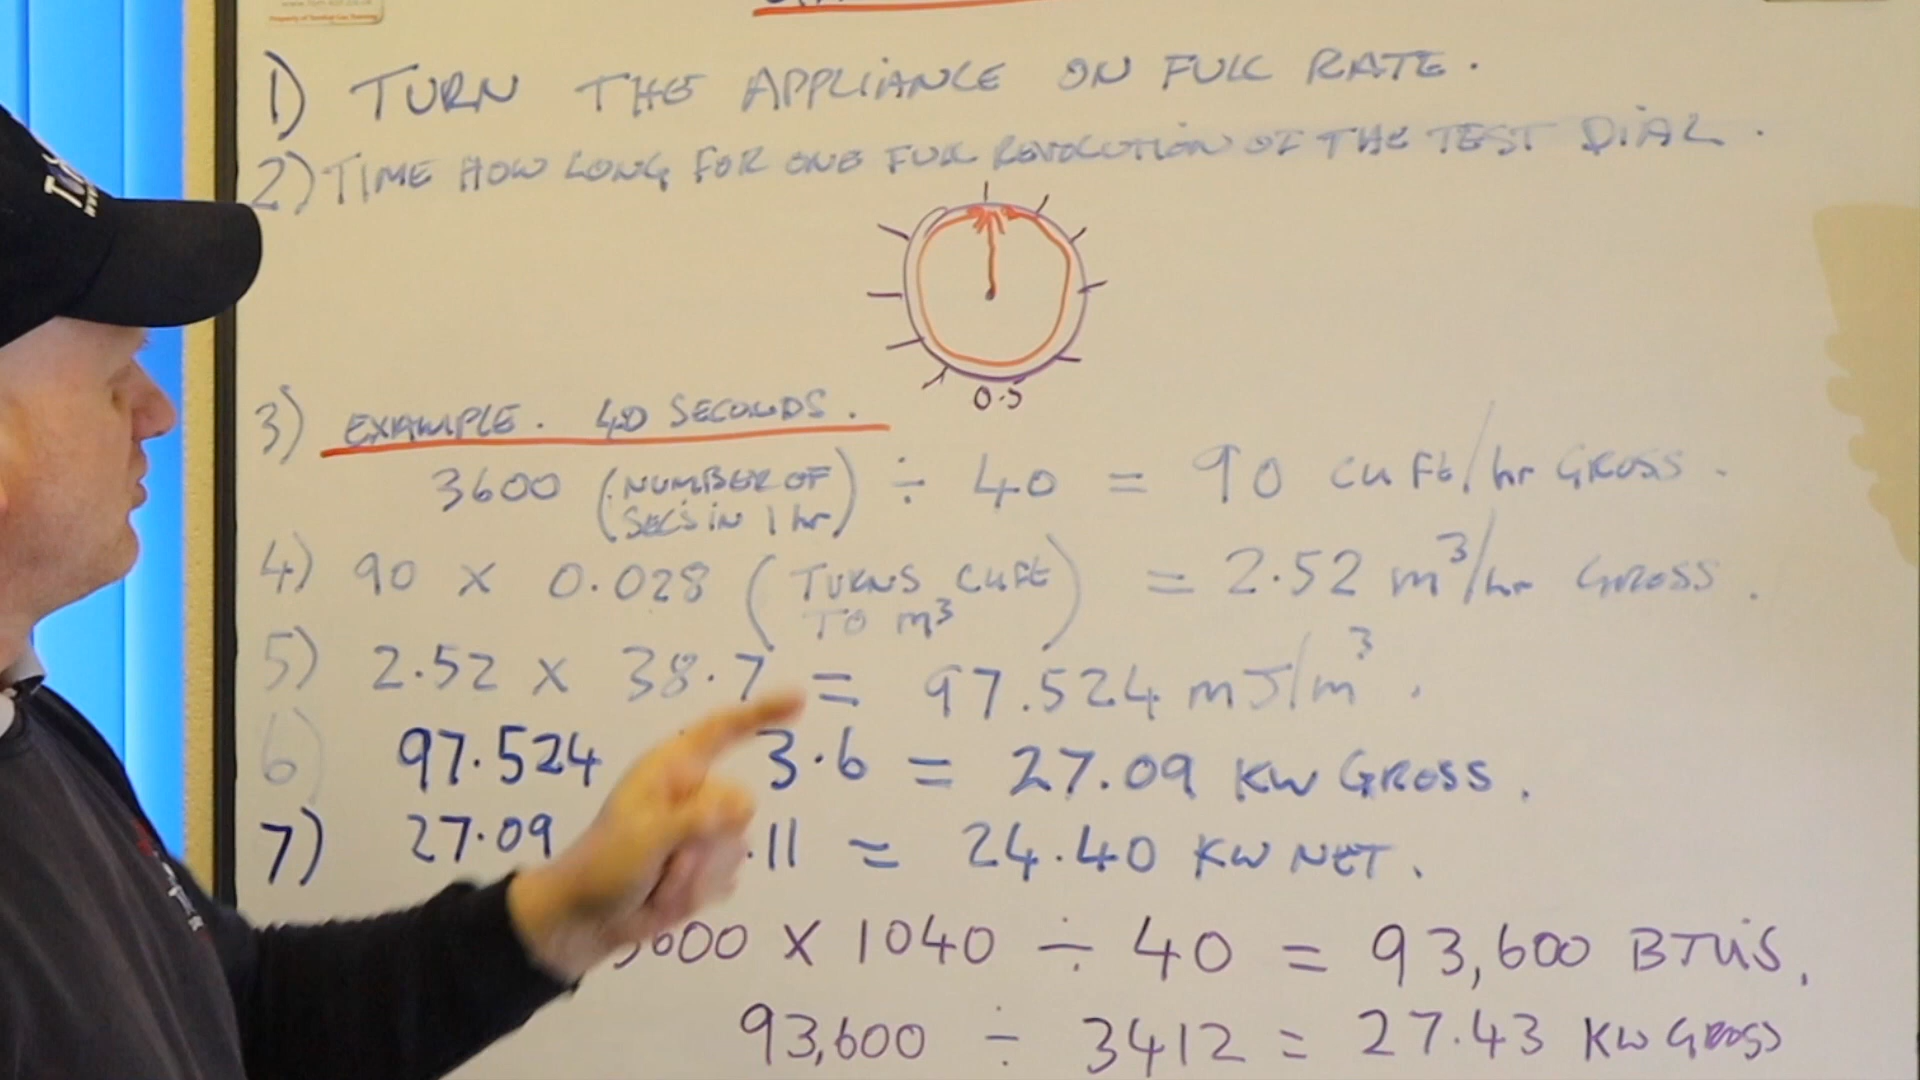 1) TURN THE APPLIANCE ON FULL RATE.
2) TIME HOW LONG FOR ONE FULL REVOLUTION OF THE TEST DIAL.
0.5
3) EXAMPLE. 40 SECONDS.
3600 (NUMBER OF SECS IN 1 hr) ÷ 40 = 90 cu ft/hr GROSS.
4) 90 x 0.028 (TURNS CUFT TO m³) = 2.52 m³/hr GROSS.
5) 2.52 x 38.7 = 97.524 mJ/m³.
6) 97.524 3.6 = 27.09 KW GROSS.
7) 27.09 .11 = 24.40 KW NET.
3600 X 1040 ÷ 40 = 93,600 BTU'S.
93,600 ÷ 3412 = 27.43 KW GROSS